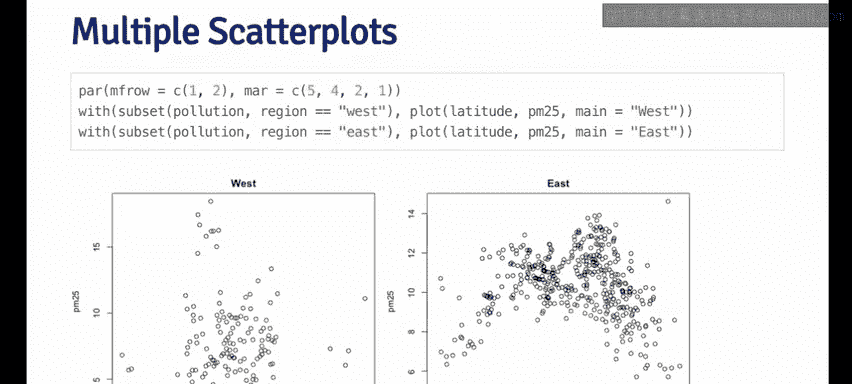 Multiple Scatterplots
par(mfrow = c(1, 2), mar = c(5, 4, 2, 1))
with(subset(pollution, region == "west"), plot(latitude, pm25, main = "West"))
with(subset(pollution, region == "east"), plot(latitude, pm25, main = "East"))
West
East
15
10
5
pm25
14
12
10
8
6
pm25